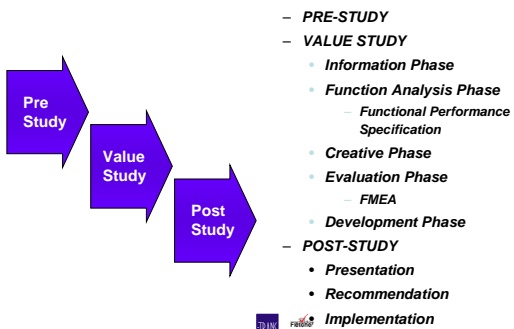 Pre
Study
Value
Study
Post
Study
– PRE-STUDY
– VALUE STUDY
• Information Phase
• Function Analysis Phase
– Functional Performance
Specification
• Creative Phase
• Evaluation Phase
– FMEA
• Development Phase
– POST-STUDY
• Presentation
• Recommendation
• Implementation